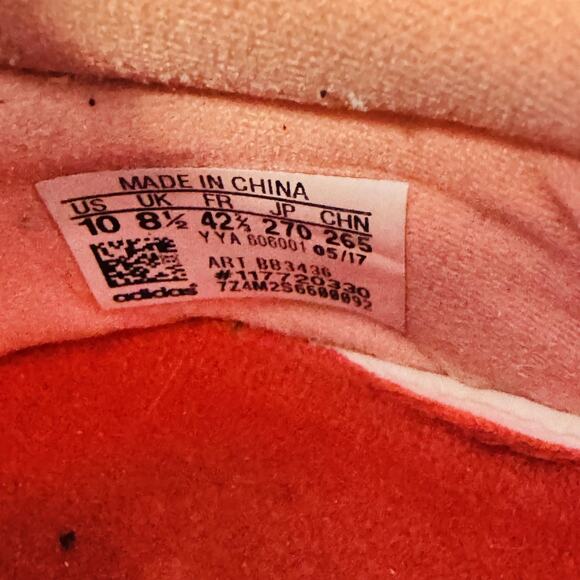 MADE IN CHINA
US UK FR JP CHN
10 8½ 42⅔ 270 265
YYA 606001 05/17
ART BB3436
#117720330
7Z4M2S6600092
adidas